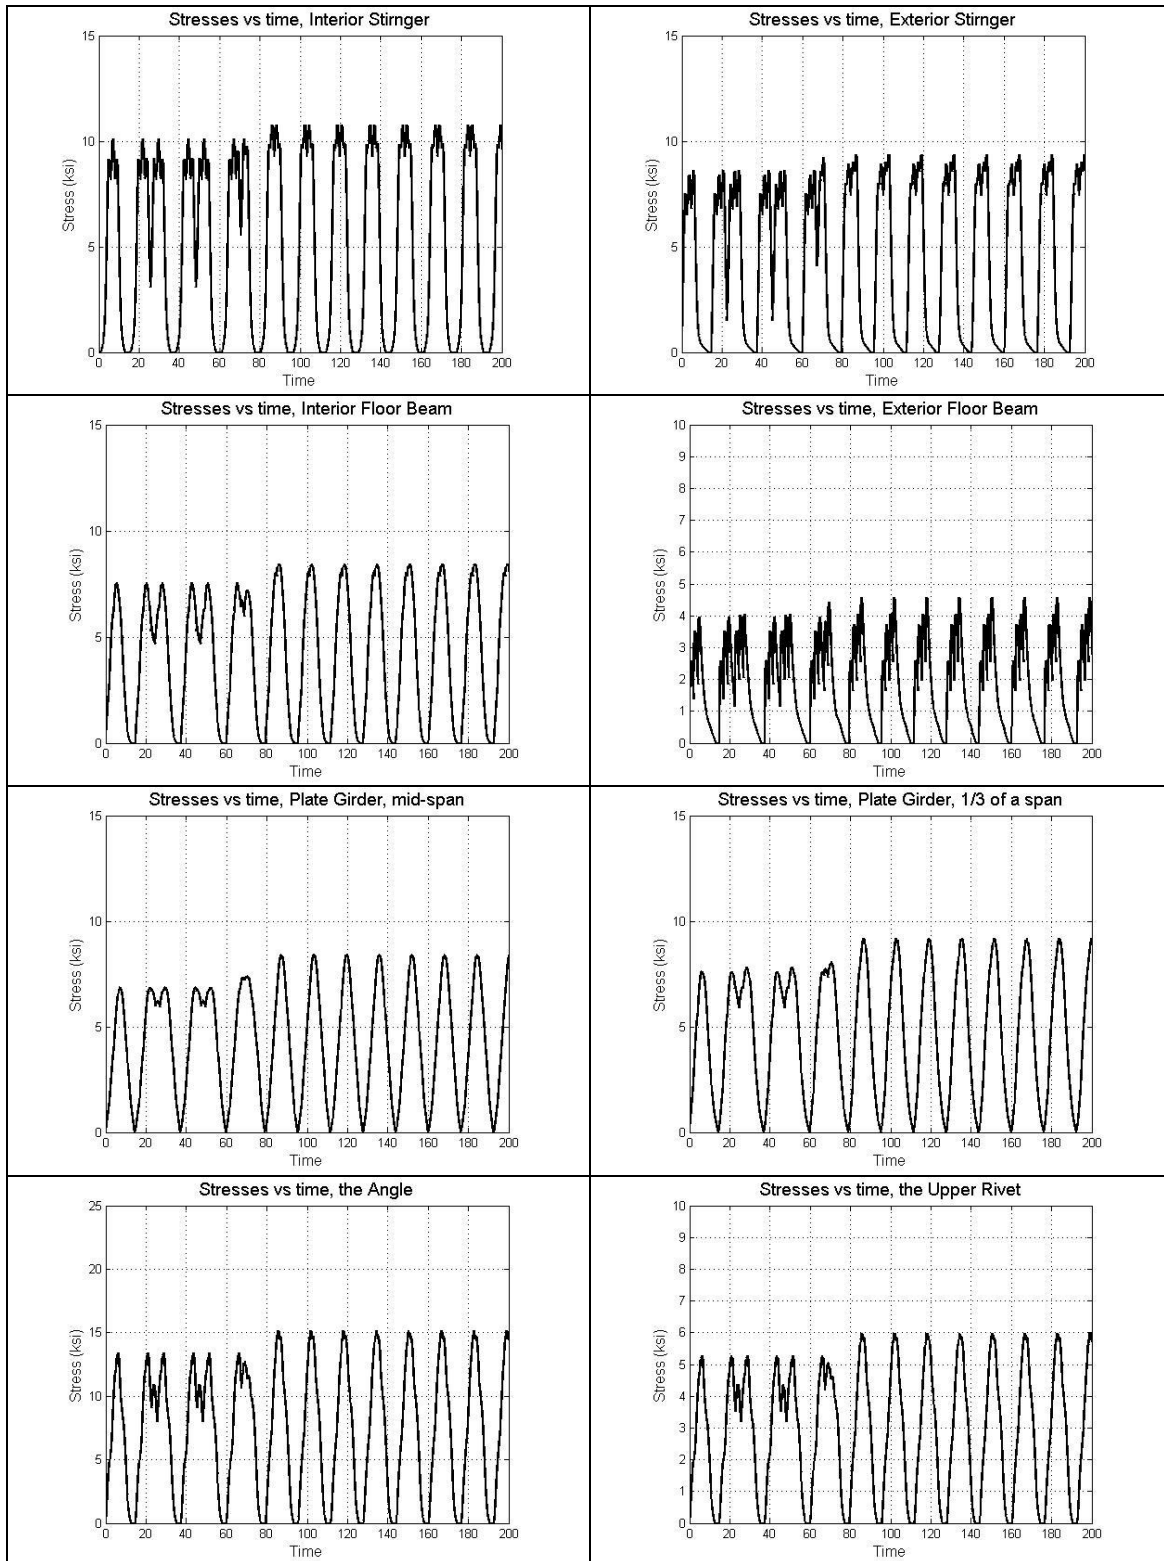 Stresses vs time, Interior Stirnger
15
10
5
0
Stress (ksi)
0 20 40 60 80 100 120 140 160 180 200
Time
Stresses vs time, Exterior Stirnger
15
10
5
0
Stress (ksi)
0 20 40 60 80 100 120 140 160 180 200
Time
Stresses vs time, Interior Floor Beam
15
10
5
0
Stress (ksi)
0 20 40 60 80 100 120 140 160 180 200
Time
Stresses vs time, Exterior Floor Beam
10
9
8
7
6
5
4
3
2
1
0
Stress (ksi)
0 20 40 60 80 100 120 140 160 180 200
Time
Stresses vs time, Plate Girder, mid-span
15
10
5
0
Stress (ksi)
0 20 40 60 80 100 120 140 160 180 200
Time
Stresses vs time, Plate Girder, 1/3 of a span
15
10
5
0
Stress (ksi)
0 20 40 60 80 100 120 140 160 180 200
Time
Stresses vs time, the Angle
25
20
15
10
5
0
Stress (ksi)
0 20 40 60 80 100 120 140 160 180 200
Time
Stresses vs time, the Upper Rivet
10
9
8
7
6
5
4
3
2
1
0
Stress (ksi)
0 20 40 60 80 100 120 140 160 180 200
Time